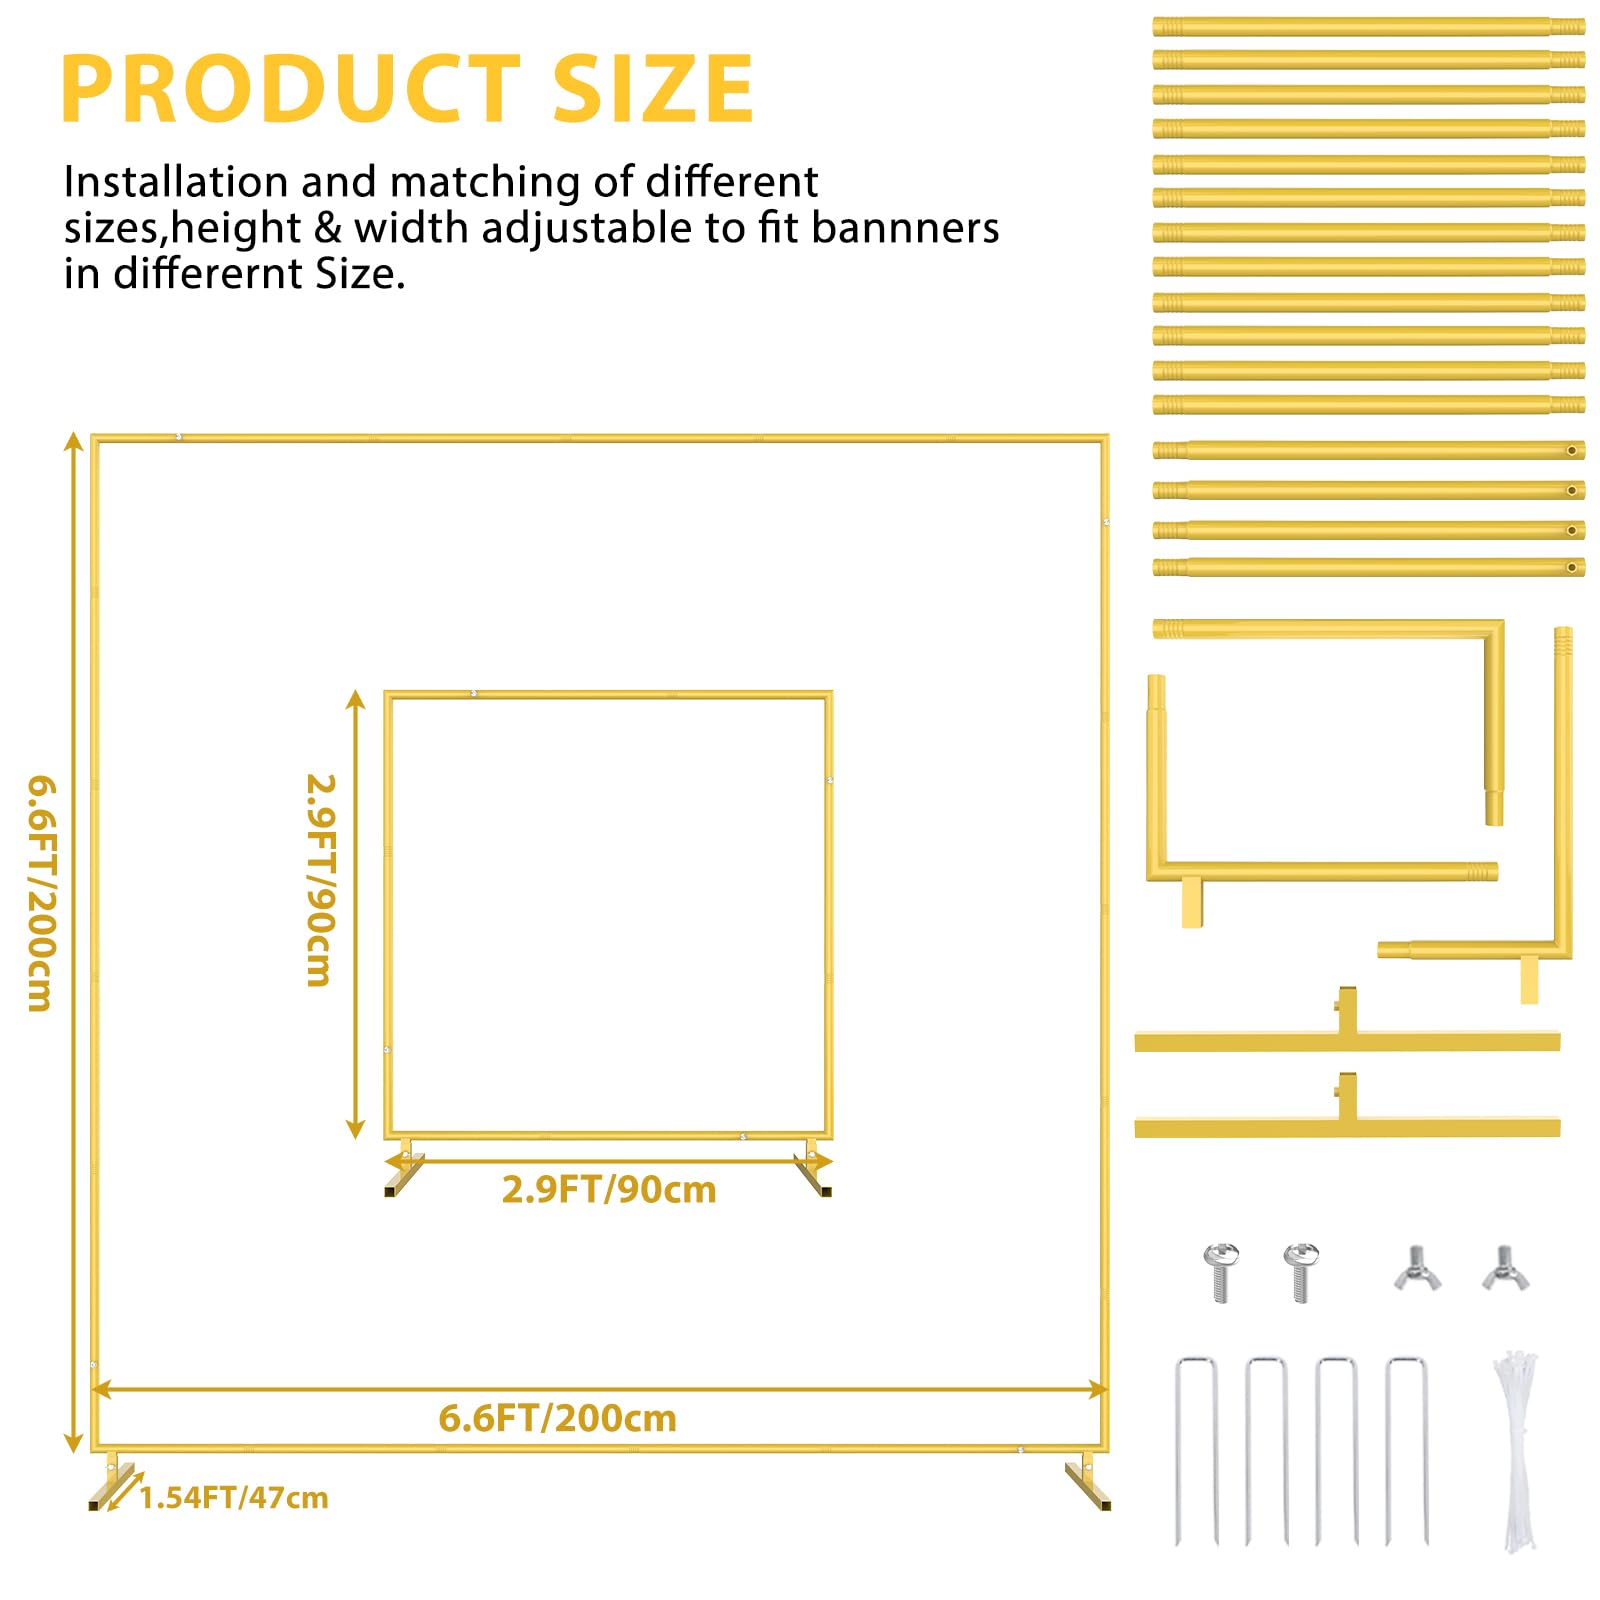 PRODUCT SIZE
Installation and matching of different
sizes,height & width adjustable to fit bannners
in differernt Size.
6.6FT/200cm
2.9FT/90cm
2.9FT/90cm
6.6FT/200cm
1.54FT/47cm